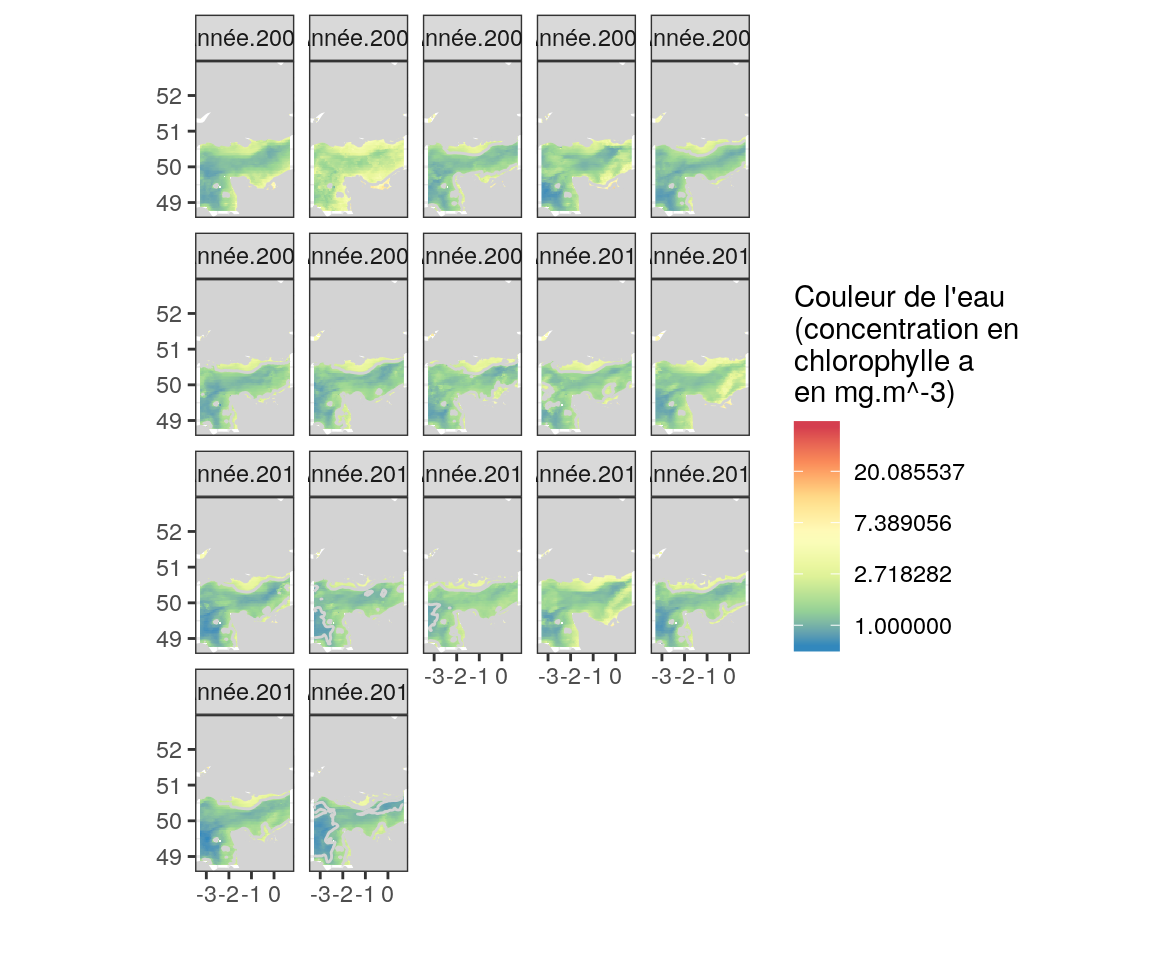 nnée.200 nnée.200 nnée.200 nnée.200 nnée.200
52
51
50
49
nnée.200 nnée.200 nnée.200 nnée.201 nnée.201
52
51
50
49
nnée.201 nnée.201 nnée.201 nnée.201 nnée.201
52
51
50
49
-3 -2 -1 0 -3 -2 -1 0 -3 -2 -1 0
nnée.201 nnée.201
52
51
50
49
-3 -2 -1 0 -3 -2 -1 0
Couleur de l'eau
(concentration en
chlorophylle a
en mg.m^-3)
20.085537
7.389056
2.718282
1.000000